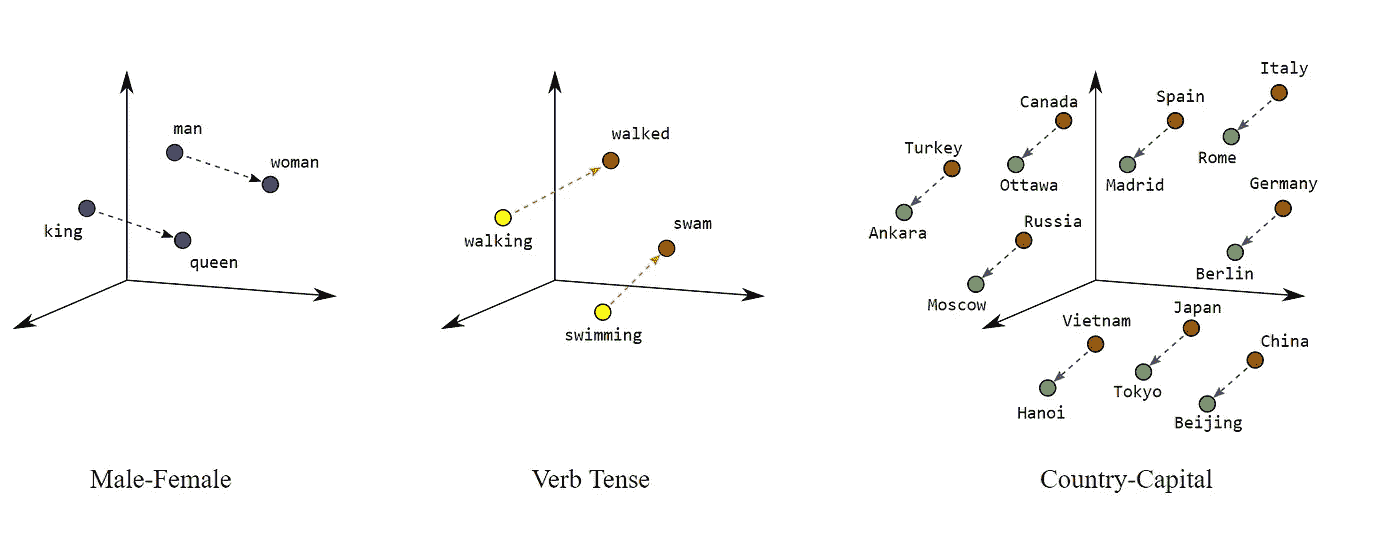 man
woman
king
queen
Male-Female
walked
walking
swam
swimming
Verb Tense
Italy
Spain
Canada
Turkey
Rome
Ottawa
Madrid
Germany
Russia
Ankara
Berlin
Moscow
Japan
Vietnam
China
Tokyo
Hanoi
Beijing
Country-Capital